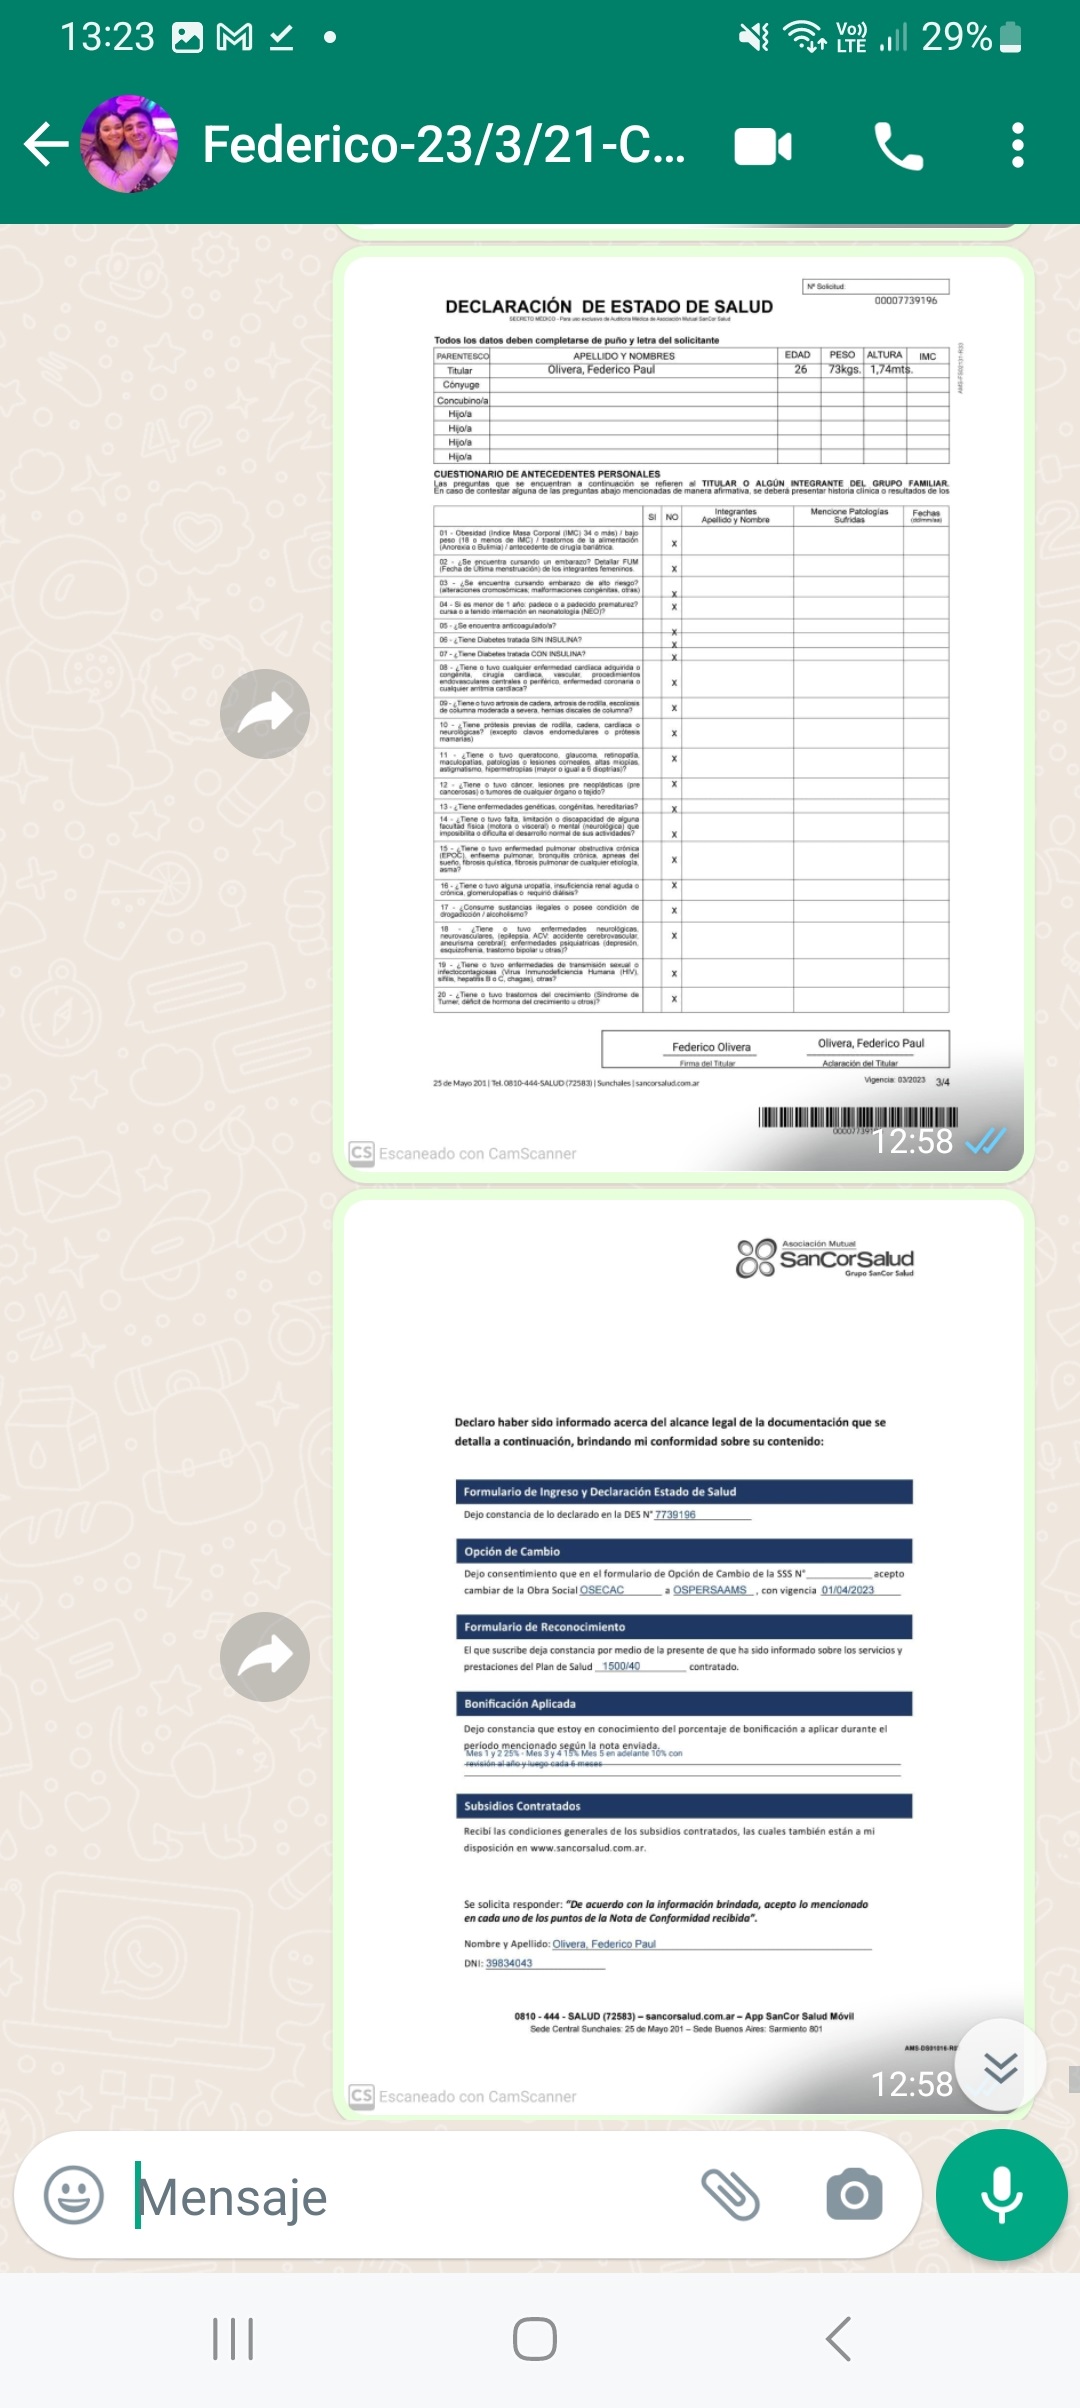 13:23
Vo)) LTE 29%
Federico-23/3/21-C...
Nº Solicitud
00007739196
DECLARACIÓN DE ESTADO DE SALUD
SECRETO MÉDICO - Para uso exclusivo de Auditoría Médica de Asociación Mutual SanCor Salud
Todos los datos deben completarse de puño y letra del solicitante
PARENTESCO APELLIDO Y NOMBRES EDAD PESO ALTURA IMC
Titular Olivera, Federico Paul 26 73kgs. 1,74mts.
Cónyuge
Concubino/a
Hijo/a
Hijo/a
Hijo/a
Hijo/a
CUESTIONARIO DE ANTECEDENTES PERSONALES
Las preguntas que se encuentran a continuación se refieren al TITULAR O ALGÚN INTEGRANTE DEL GRUPO FAMILIAR.
En caso de contestar alguna de las preguntas abajo mencionadas de manera afirmativa, se deberá presentar historia clínica o resultados de los
SI NO Integrantes Apellido y Nombre Mencione Patologías Sufridas Fechas (dd/mm/aa)
01 - Obesidad (Indice Masa Corporal (IMC) 34 o más) / bajo
peso (18 o menos de IMC) / trastornos de la alimentación
(Anorexia o Bulimia) / antecedente de cirugía bariátrica. X
02 - ¿Se encuentra cursando un embarazo? Detallar FUM
(Fecha de Última menstruación) de los integrantes femeninos. X
03 - ¿Se encuentra cursando embarazo de alto riesgo?
(alteraciones cromosómicas; malformaciones congénitas, otras) X
04 - Si es menor de 1 año: padece o a padecido prematurez?
cursa o a tenido internación en neonatología (NEO)? X
05 - ¿Se encuentra anticoagulado/a? X
06 - ¿Tiene Diabetes tratada SIN INSULINA? X
07 - ¿Tiene Diabetes tratada CON INSULINA? X
08 - ¿Tiene o tuvo cualquier enfermedad cardíaca adquirida o
congénita, cirugía cardíaca, vascular, procedimientos
endovasculares centrales o periférico, enfermedad coronaria o
cualquier arritmia cardíaca? X
09 - ¿Tiene o tuvo artrosis de cadera, artrosis de rodilla, escoliosis
de columna moderada a severa, hernias discales de columna? X
10 - ¿Tiene prótesis previas de rodilla, cadera, cardíaca o
neurológicas? (excepto clavos endomedulares o prótesis
mamarias) X
11 - ¿Tiene o tuvo queratocono, glaucoma, retinopatía,
maculopatías, patologías o lesiones corneales, altas miopías,
astigmatismo, hipermetropías (mayor o igual a 6 dioptrías)? X
12 - ¿Tiene o tuvo cáncer, lesiones pre neoplásticas (pre
cancerosas) o tumores de cualquier órgano o tejido? X
13 - ¿Tiene enfermedades genéticas, congénitas, hereditarias? X
14 - ¿Tiene o tuvo falta, limitación o discapacidad de alguna
facultad física (motora o visceral) o mental (neurológica) que
imposibilita o dificulta el desarrollo normal de sus actividades? X
15 - ¿Tiene o tuvo enfermedad pulmonar obstructiva crónica
(EPOC), enfisema pulmonar, bronquitis crónica, apneas del
sueño, fibrosis quística, fibrosis pulmonar de cualquier etiología,
asma? X
16 - ¿Tiene o tuvo alguna uropatía, insuficiencia renal aguda o
crónica, glomerulopatías o requirió diálisis? X
17 - ¿Consume sustancias ilegales o posee condición de
drogadicción / alcoholismo? X
18 - ¿Tiene o tuvo enfermedades neurológicas,
neurovasculares, (epilepsia, ACV: accidente cerebrovascular,
aneurisma cerebral); enfermedades psiquiatricas (depresión,
esquizofrenia, trastorno bipolar u otras)? X
19 - ¿Tiene o tuvo enfermedades de transmisión sexual o
infectocontagiosas (Virus Inmunodeficiencia Humana (HIV),
sífilis, hepatitis B o C, chagas), otras? X
20 - ¿Tiene o tuvo trastornos del crecimiento (Síndrome de
Turner, déficit de hormona del crecimiento u otros)? X
Federico Olivera Olivera, Federico Paul
Firma del Titular Aclaración del Titular
25 de Mayo 201 | Tel. 0810-444-SALUD (72583) | Sunchales | sancorsalud.com.ar
Vigencia: 03/2023 3/4
CS Escaneado con CamScanner
12:58
Asociación Mutual
SanCorSalud
Grupo SanCor Salud
Declaro haber sido informado acerca del alcance legal de la documentación que se
detalla a continuación, brindando mi conformidad sobre su contenido:
Formulario de Ingreso y Declaración Estado de Salud
Dejo constancia de lo declarado en la DES N° 7739196
Opción de Cambio
Dejo consentimiento que en el formulario de Opción de Cambio de la SSS N° acepto
cambiar de la Obra Social OSECAC a OSPERSAAMS , con vigencia 01/04/2023
Formulario de Reconocimiento
El que suscribe deja constancia por medio de la presente de que ha sido informado sobre los servicios y
prestaciones del Plan de Salud 1500/40 contratado.
Bonificación Aplicada
Dejo constancia que estoy en conocimiento del porcentaje de bonificación a aplicar durante el
período mencionado según la nota enviada.
Mes 1 y 2 25% - Mes 3 y 4 15% Mes 5 en adelante 10% con
revisión al año y luego cada 6 meses
Subsidios Contratados
Recibí las condiciones generales de los subsidios contratados, las cuales también están a mi
disposición en www.sancorsalud.com.ar.
Se solicita responder: "De acuerdo con la información brindada, acepto lo mencionado
en cada uno de los puntos de la Nota de Conformidad recibida".
Nombre y Apellido: Olivera, Federico Paul
DNI: 39834043
0810 - 444 - SALUD (72583) – sancorsalud.com.ar – App SanCor Salud Móvil
Sede Central Sunchales: 25 de Mayo 201 – Sede Buenos Aires: Sarmiento 801
CS Escaneado con CamScanner
12:58
Mensaje